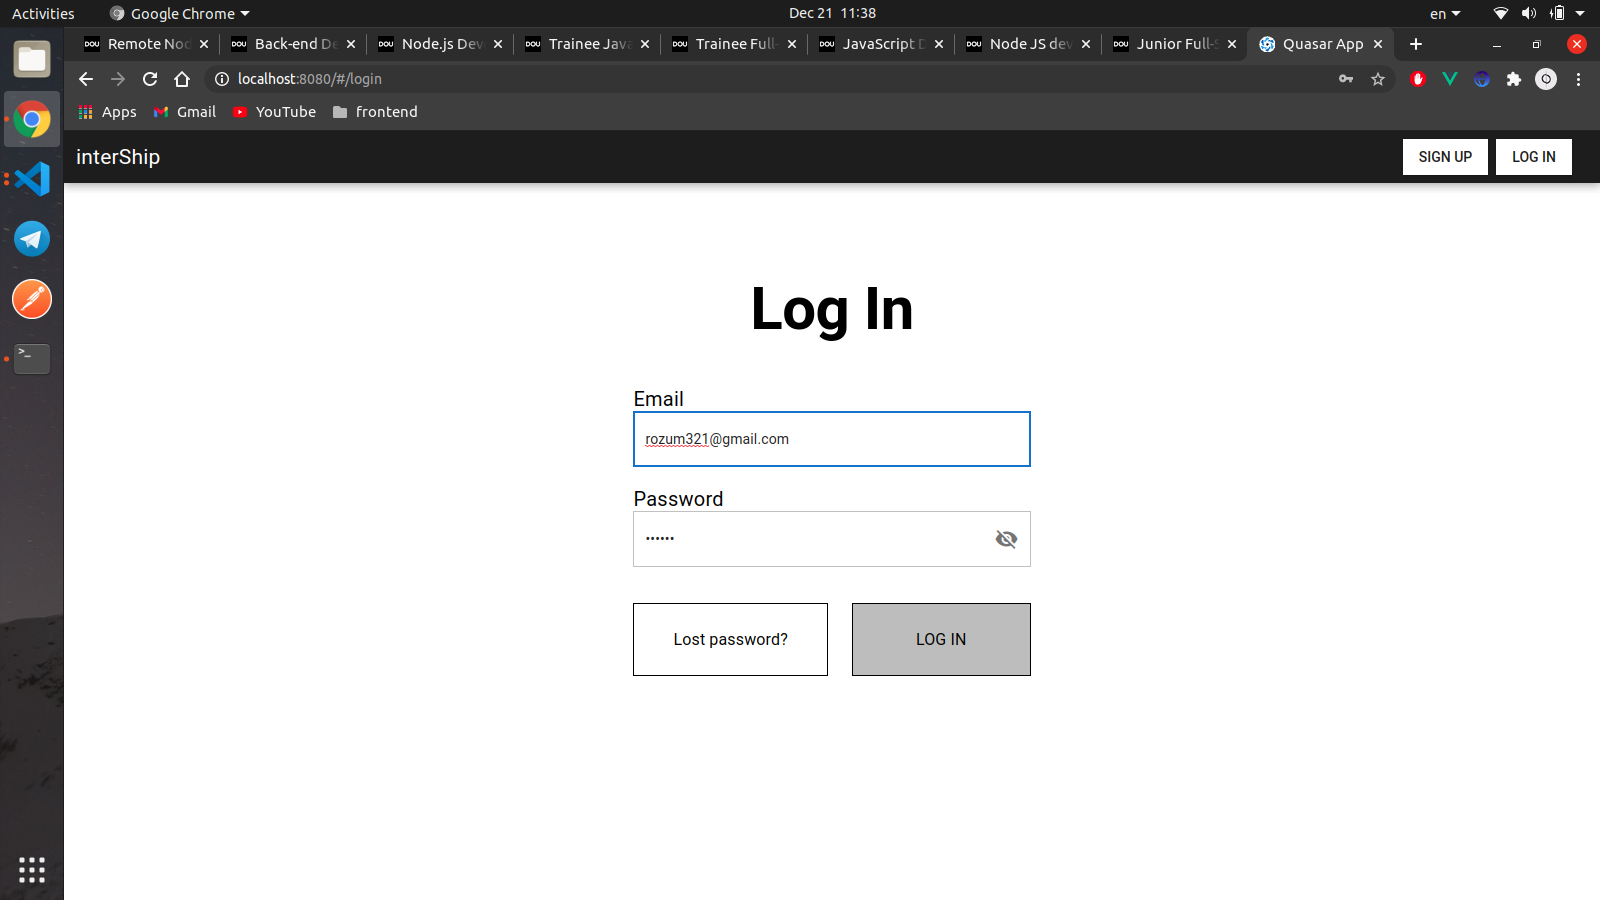 Activities
Google Chrome
Dec 21 11:38
en
DOU Remote Nod
DOU Back-end De
DOU Node.js Dev
DOU Trainee Java
DOU Trainee Full-
DOU JavaScript D
DOU Node JS dev
DOU Junior Full-S
Quasar App
localhost:8080/#/login
Apps
Gmail
YouTube
frontend
interShip
SIGN UP
LOG IN
Log In
Email
rozum321@gmail.com
Password
••••••
Lost password?
LOG IN